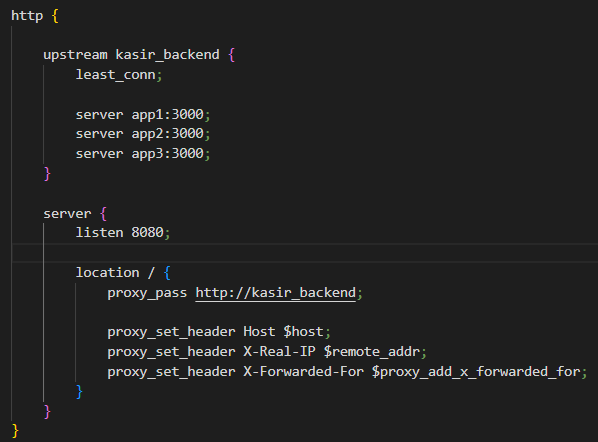 http {
upstream kasir_backend {
least_conn;
server app1:3000;
server app2:3000;
server app3:3000;
}
server {
listen 8080;
location / {
proxy_pass http://kasir_backend;
proxy_set_header Host $host;
proxy_set_header X-Real-IP $remote_addr;
proxy_set_header X-Forwarded-For $proxy_add_x_forwarded_for;
}
}
}